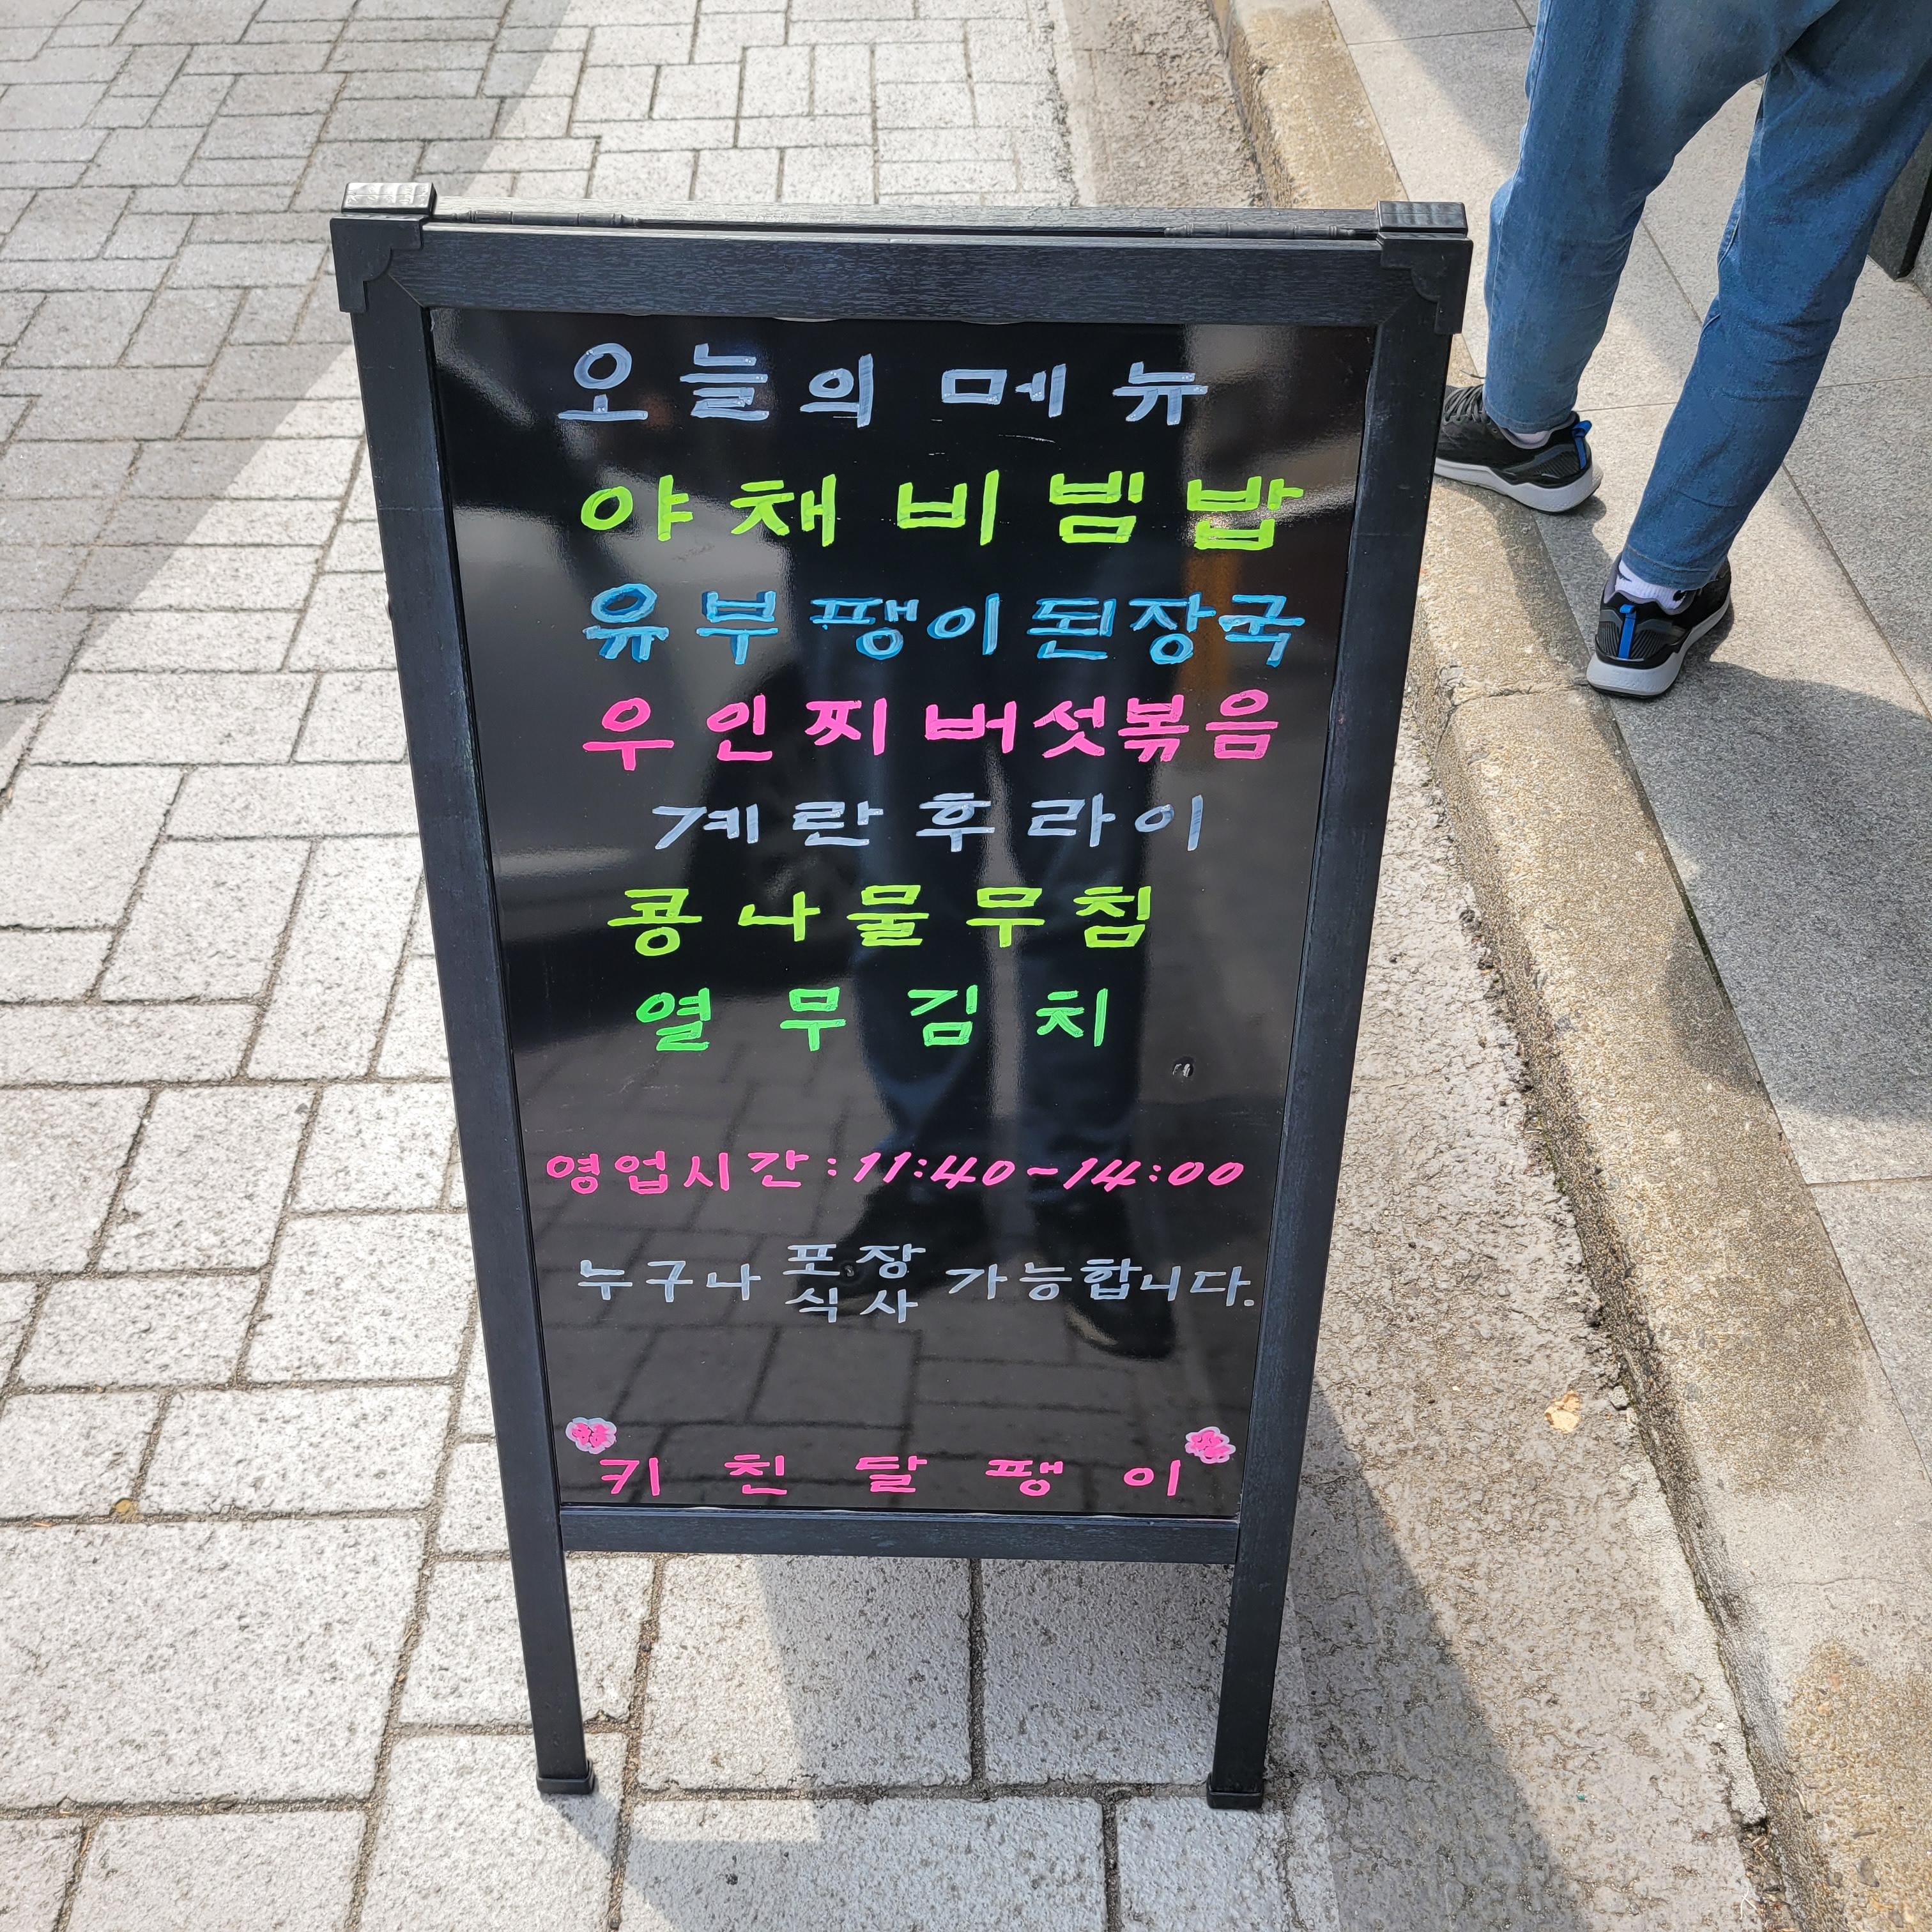 오늘의 메뉴
야채비빔밥
유부팽이된장국
우인찌버섯볶음
계란후라이
콩나물무침
열무김치
영업시간:11:40~14:00
누구나 포장 식사 가능합니다.
키친달팽이